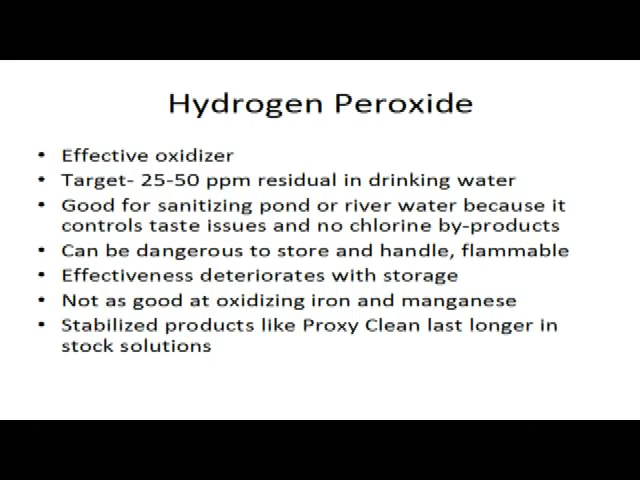 Hydrogen Peroxide
• Effective oxidizer
• Target- 25-50 ppm residual in drinking water
• Good for sanitizing pond or river water because it
controls taste issues and no chlorine by-products
• Can be dangerous to store and handle, flammable
• Effectiveness deteriorates with storage
• Not as good at oxidizing iron and manganese
• Stabilized products like Proxy Clean last longer in
stock solutions